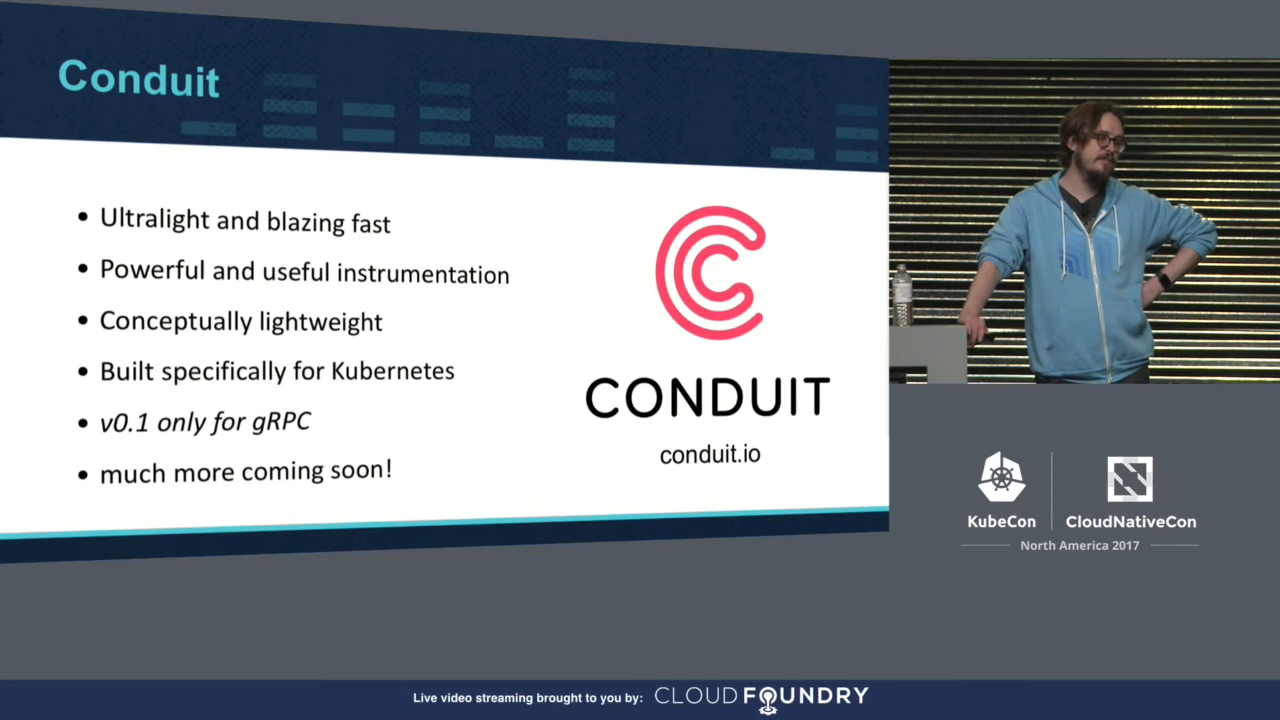 Conduit
Ultralight and blazing fast
Powerful and useful instrumentation
Conceptually lightweight
Built specifically for Kubernetes
v0.1 only for gRPC
much more coming soon!
CONDUIT
conduit.io
KubeCon
CloudNativeCon
North America 2017
Live video streaming brought to you by:
CLOUD FOUNDRY